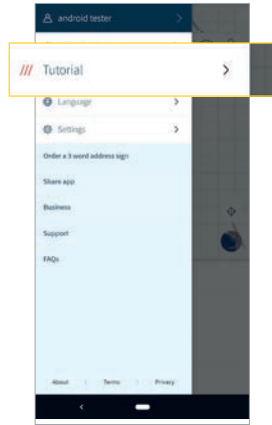 android tester
Tutorial
Language
Settings
Order a 3 word address sign
Share app
Business
Support
FAQs
About
Terms
Privacy